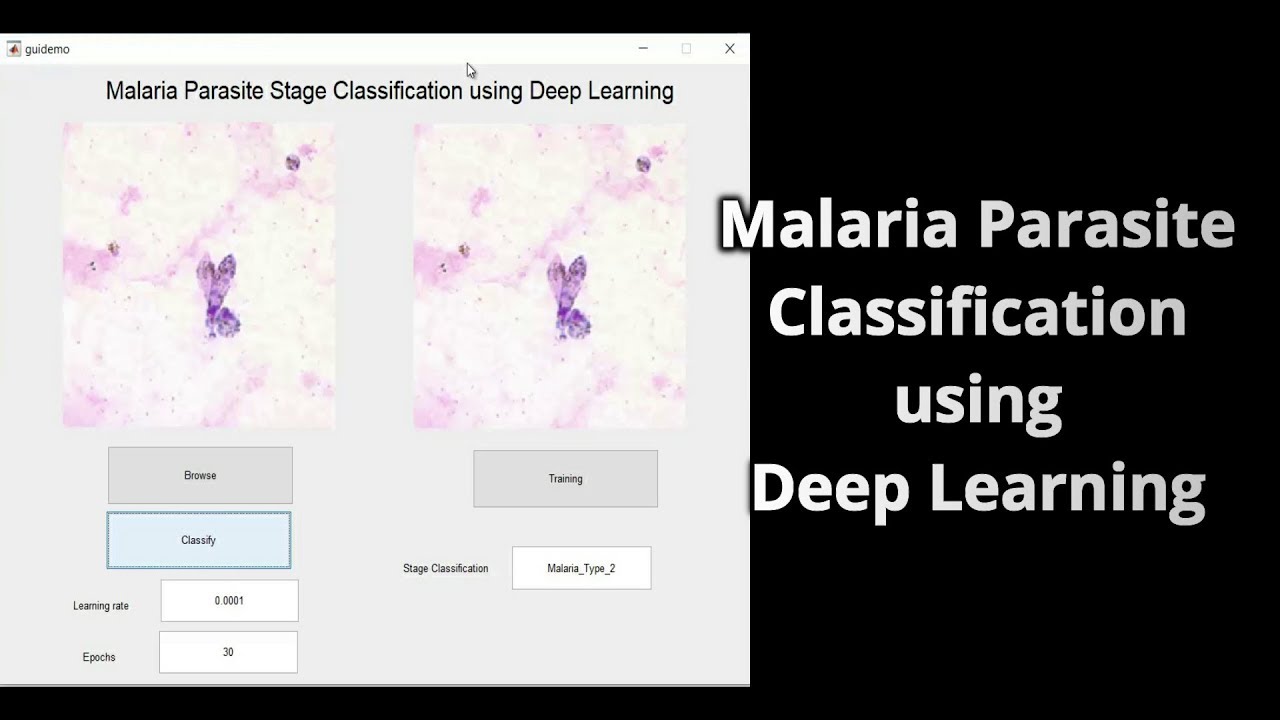 guidemo
Malaria Parasite Stage Classification using Deep Learning
Browse
Training
Classify
Stage Classification
Malaria_Type_2
Learning rate
0.0001
Epochs
30
Malaria Parasite
Classification
using
Deep Learning